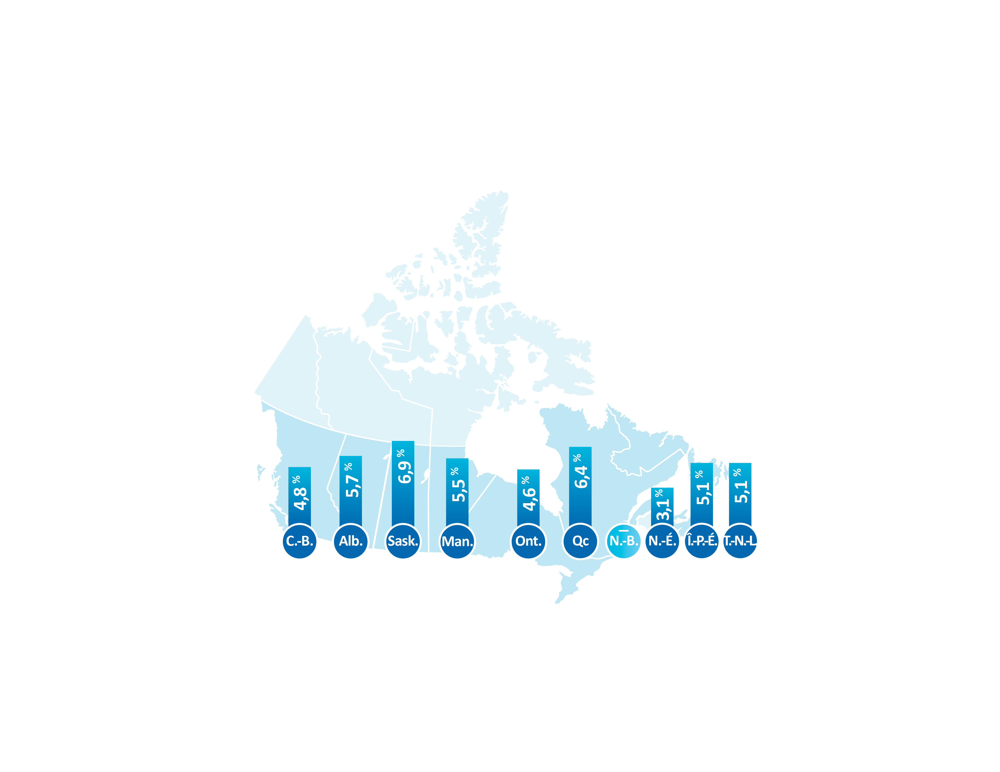 4,8 %
5,7 %
6,9 %
5,5 %
4,6 %
6,4 %
–
3,1 %
5,1 %
5,1 %
C.-B.
Alb.
Sask.
Man.
Ont.
Qc
N.-B.
N.-É.
Î.-P.-É.
T.-N.-L